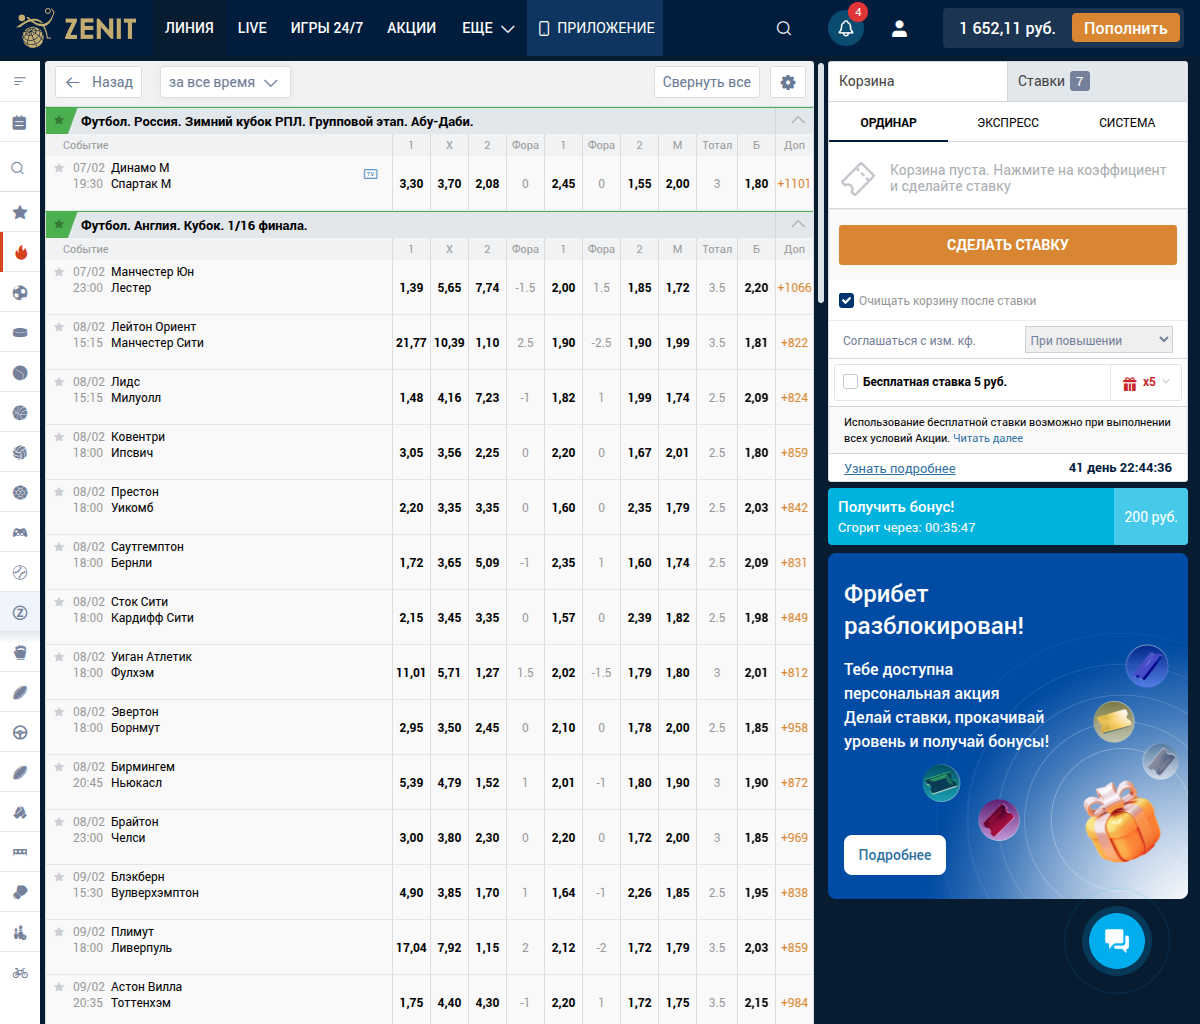 ZENIT ЛИНИЯ LIVE ИГРЫ 24/7 АКЦИИ ЕЩЕ ПРИЛОЖЕНИЕ 4 1 652,11 руб. Пополнить
Назад за все время Свернуть все
Футбол. Россия. Зимний кубок РПЛ. Групповой этап. Абу-Даби.
Событие 1 X 2 Фора 1 Фора 2 М Тотал Б Доп
07/02 Динамо М TV
19:30 Спартак М 3,30 3,70 2,08 0 2,45 0 1,55 2,00 3 1,80 +1101
Футбол. Англия. Кубок. 1/16 финала.
Событие 1 X 2 Фора 1 Фора 2 М Тотал Б Доп
07/02 Манчестер Юн
23:00 Лестер 1,39 5,65 7,74 -1.5 2,00 1.5 1,85 1,72 3.5 2,20 +1066
08/02 Лейтон Ориент
15:15 Манчестер Сити 21,77 10,39 1,10 2.5 1,90 -2.5 1,90 1,99 3.5 1,81 +822
08/02 Лидс
15:15 Милуолл 1,48 4,16 7,23 -1 1,82 1 1,99 1,74 2.5 2,09 +824
08/02 Ковентри
18:00 Ипсвич 3,05 3,56 2,25 0 2,20 0 1,67 2,01 2.5 1,80 +859
08/02 Престон
18:00 Уикомб 2,20 3,35 3,35 0 1,60 0 2,35 1,79 2.5 2,03 +842
08/02 Саутгемптон
18:00 Бернли 1,72 3,65 5,09 -1 2,35 1 1,60 1,74 2.5 2,09 +831
08/02 Сток Сити
18:00 Кардифф Сити 2,15 3,45 3,35 0 1,57 0 2,39 1,82 2.5 1,98 +849
08/02 Уиган Атлетик
18:00 Фулхэм 11,01 5,71 1,27 1.5 2,02 -1.5 1,79 1,80 3 2,01 +812
08/02 Эвертон
18:00 Борнмут 2,95 3,50 2,45 0 2,10 0 1,78 2,00 2.5 1,85 +958
08/02 Бирмингем
20:45 Ньюкасл 5,39 4,79 1,52 1 2,01 -1 1,80 1,90 3 1,90 +872
08/02 Брайтон
23:00 Челси 3,00 3,80 2,30 0 2,20 0 1,72 2,00 3 1,85 +969
09/02 Блэкберн
15:30 Вулверхэмптон 4,90 3,85 1,70 1 1,64 -1 2,26 1,85 2.5 1,95 +838
09/02 Плимут
18:00 Ливерпуль 17,04 7,92 1,15 2 2,12 -2 1,72 1,79 3.5 2,03 +859
09/02 Астон Вилла
20:35 Тоттенхэм 1,75 4,40 4,30 -1 2,20 1 1,72 1,75 3.5 2,15 +984
Корзина Ставки 7
ОРДИНАР ЭКСПРЕСС СИСТЕМА
Корзина пуста. Нажмите на коэффициент
и сделайте ставку
СДЕЛАТЬ СТАВКУ
Очищать корзину после ставки
Соглашаться с изм. кф. При повышении
Бесплатная ставка 5 руб. x5
Использование бесплатной ставки возможно при выполнении
всех условий Акции. Читать далее
Узнать подробнее 41 день 22:44:36
Получить бонус!
Сгорит через: 00:35:47 200 руб.
Фрибет
разблокирован!
Тебе доступна
персональная акция
Делай ставки, прокачивай
уровень и получай бонусы!
Подробнее